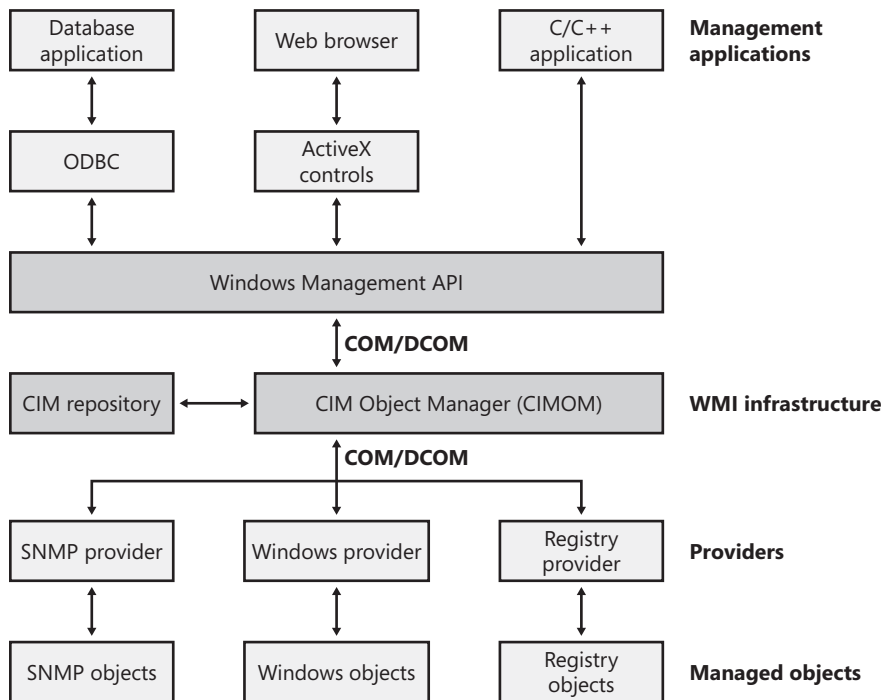 Database
application
Web browser
C/C++
application
Management
applications
ODBC
ActiveX
controls
Windows Management API
COM/DCOM
CIM repository
CIM Object Manager (CIMOM)
WMI infrastructure
COM/DCOM
SNMP provider
Windows provider
Registry
provider
Providers
SNMP objects
Windows objects
Registry
objects
Managed objects